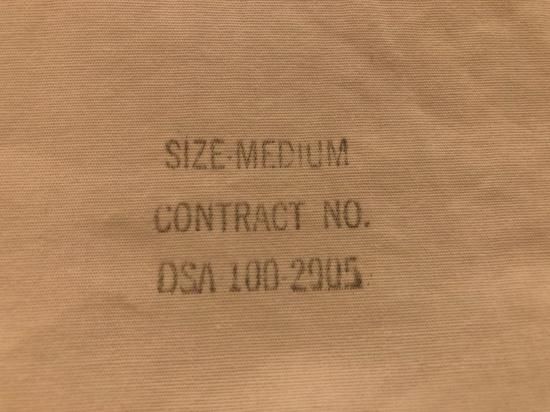 SIZE-MEDIUM
CONTRACT NO.
DSA 100-2905